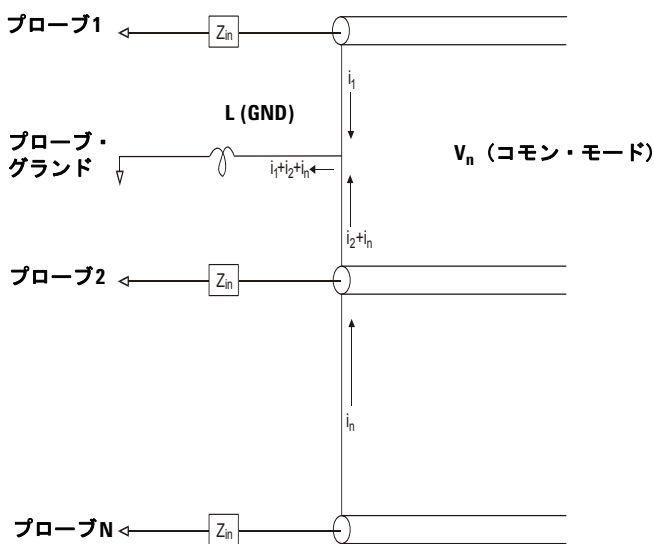 プローブ1
Zin
i1
L (GND)
プローブ・
グランド
i1+i2+in
Vn（コモン・モード）
i2+in
プローブ2
Zin
in
プローブN
Zin